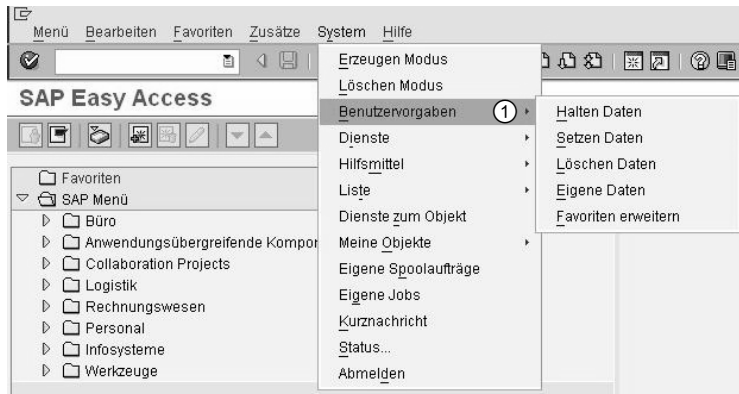 Menü Bearbeiten Favoriten Zusätze System Hilfe
SAP Easy Access
Favoriten
SAP Menü
Büro
Anwendungsübergreifende Kompor
Collaboration Projects
Logistik
Rechnungswesen
Personal
Infosysteme
Werkzeuge
Erzeugen Modus
Löschen Modus
Benutzervorgaben 1
Dienste
Hilfsmittel
Liste
Dienste zum Objekt
Meine Objekte
Eigene Spoolaufträge
Eigene Jobs
Kurznachricht
Status...
Abmelden
Halten Daten
Setzen Daten
Löschen Daten
Eigene Daten
Favoriten erweitern